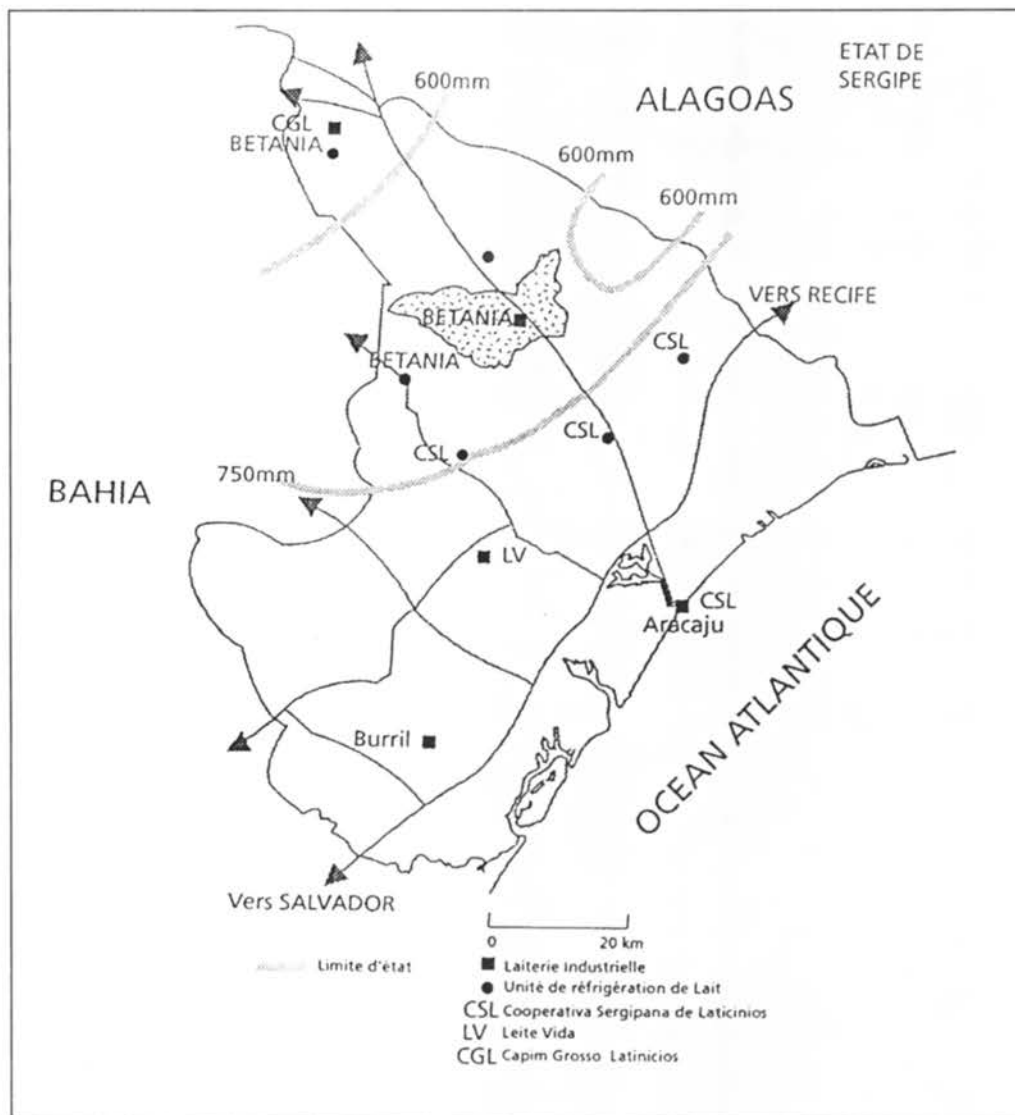 ETAT DE
SERGIPE
600mm
ALAGOAS
CGL
BETANIA
600mm
600mm
VERS RECIFE
BETANIA
BETANIA
CSL
CSL
CSL
750mm
BAHIA
LV
CSL
Aracaju
OCEAN ATLANTIQUE
Burril
Vers SALVADOR
0 20 km
Limite d'état
Laiterie Industrielle
Unité de réfrigération de Lait
CSL Cooperativa Sergipana de Laticinios
LV Leite Vida
CGL Capim Grosso Latinicios